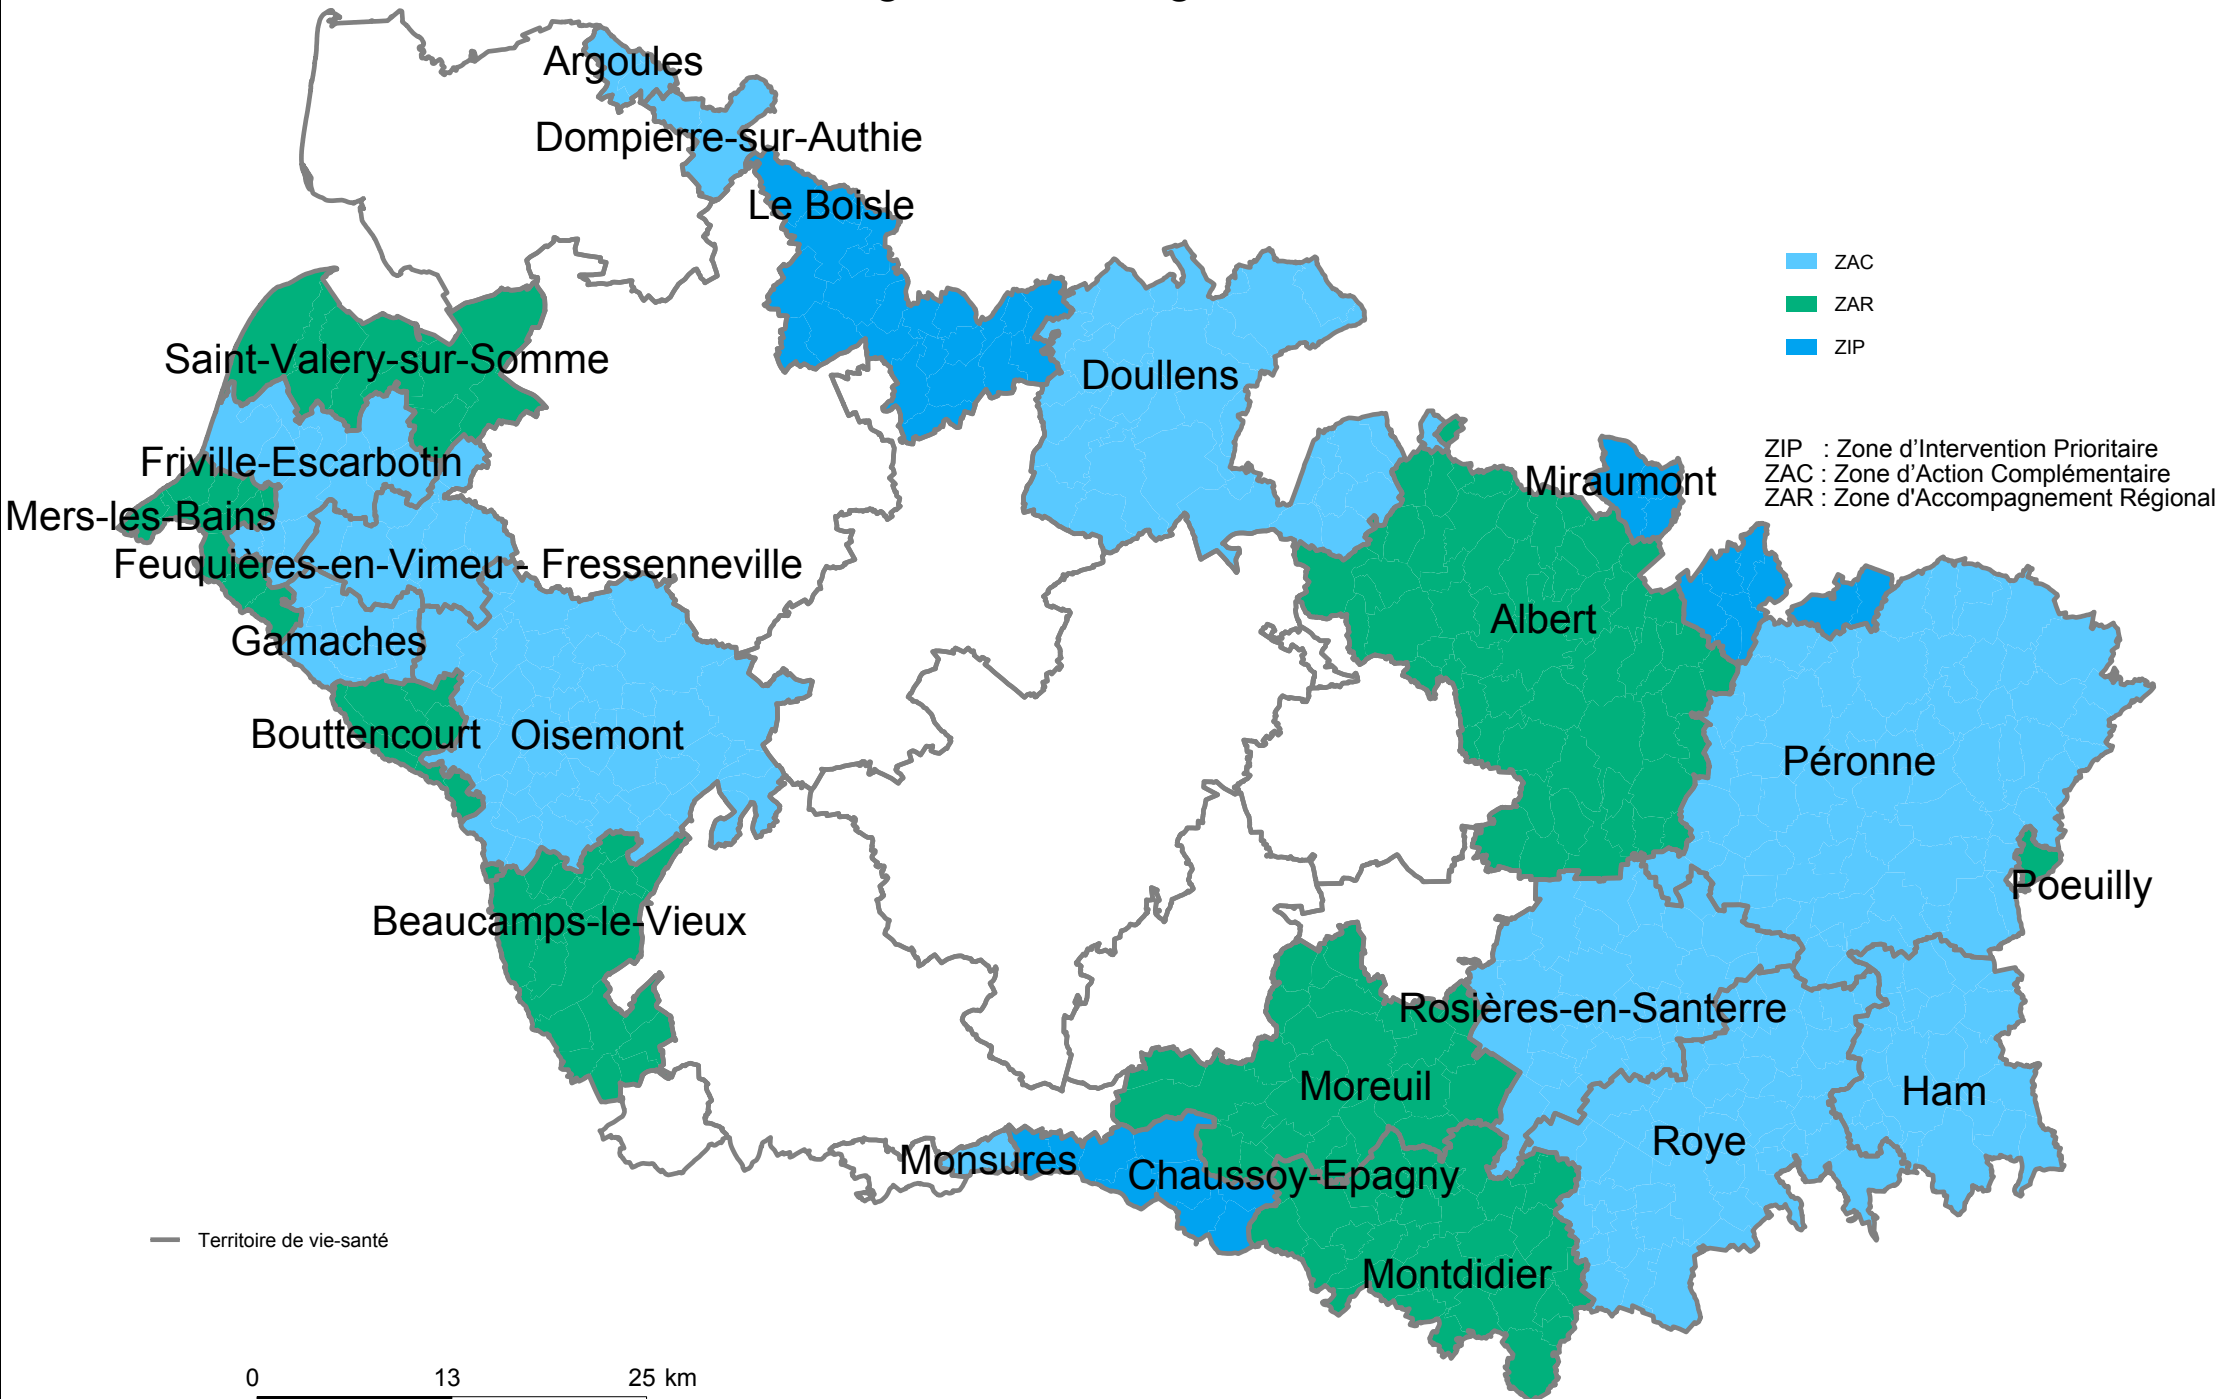 Argoules
Dompierre-sur-Authie
Le Boisle
ZAC
ZAR
ZIP
Saint-Valery-sur-Somme
Doullens
Friville-Escarbotin
Miraumont
ZIP : Zone d'Intervention Prioritaire
ZAC : Zone d'Action Complémentaire
ZAR : Zone d'Accompagnement Régional
Mers-les-Bains
Feuquières-en-Vimeu - Fressenneville
Albert
Gamaches
Bouttencourt
Oisemont
Péronne
Poeuilly
Beaucamps-le-Vieux
Rosières-en-Santerre
Moreuil
Ham
Roye
Monsures
Chaussoy-Epagny
Territoire de vie-santé
Montdidier
0 13 25 km